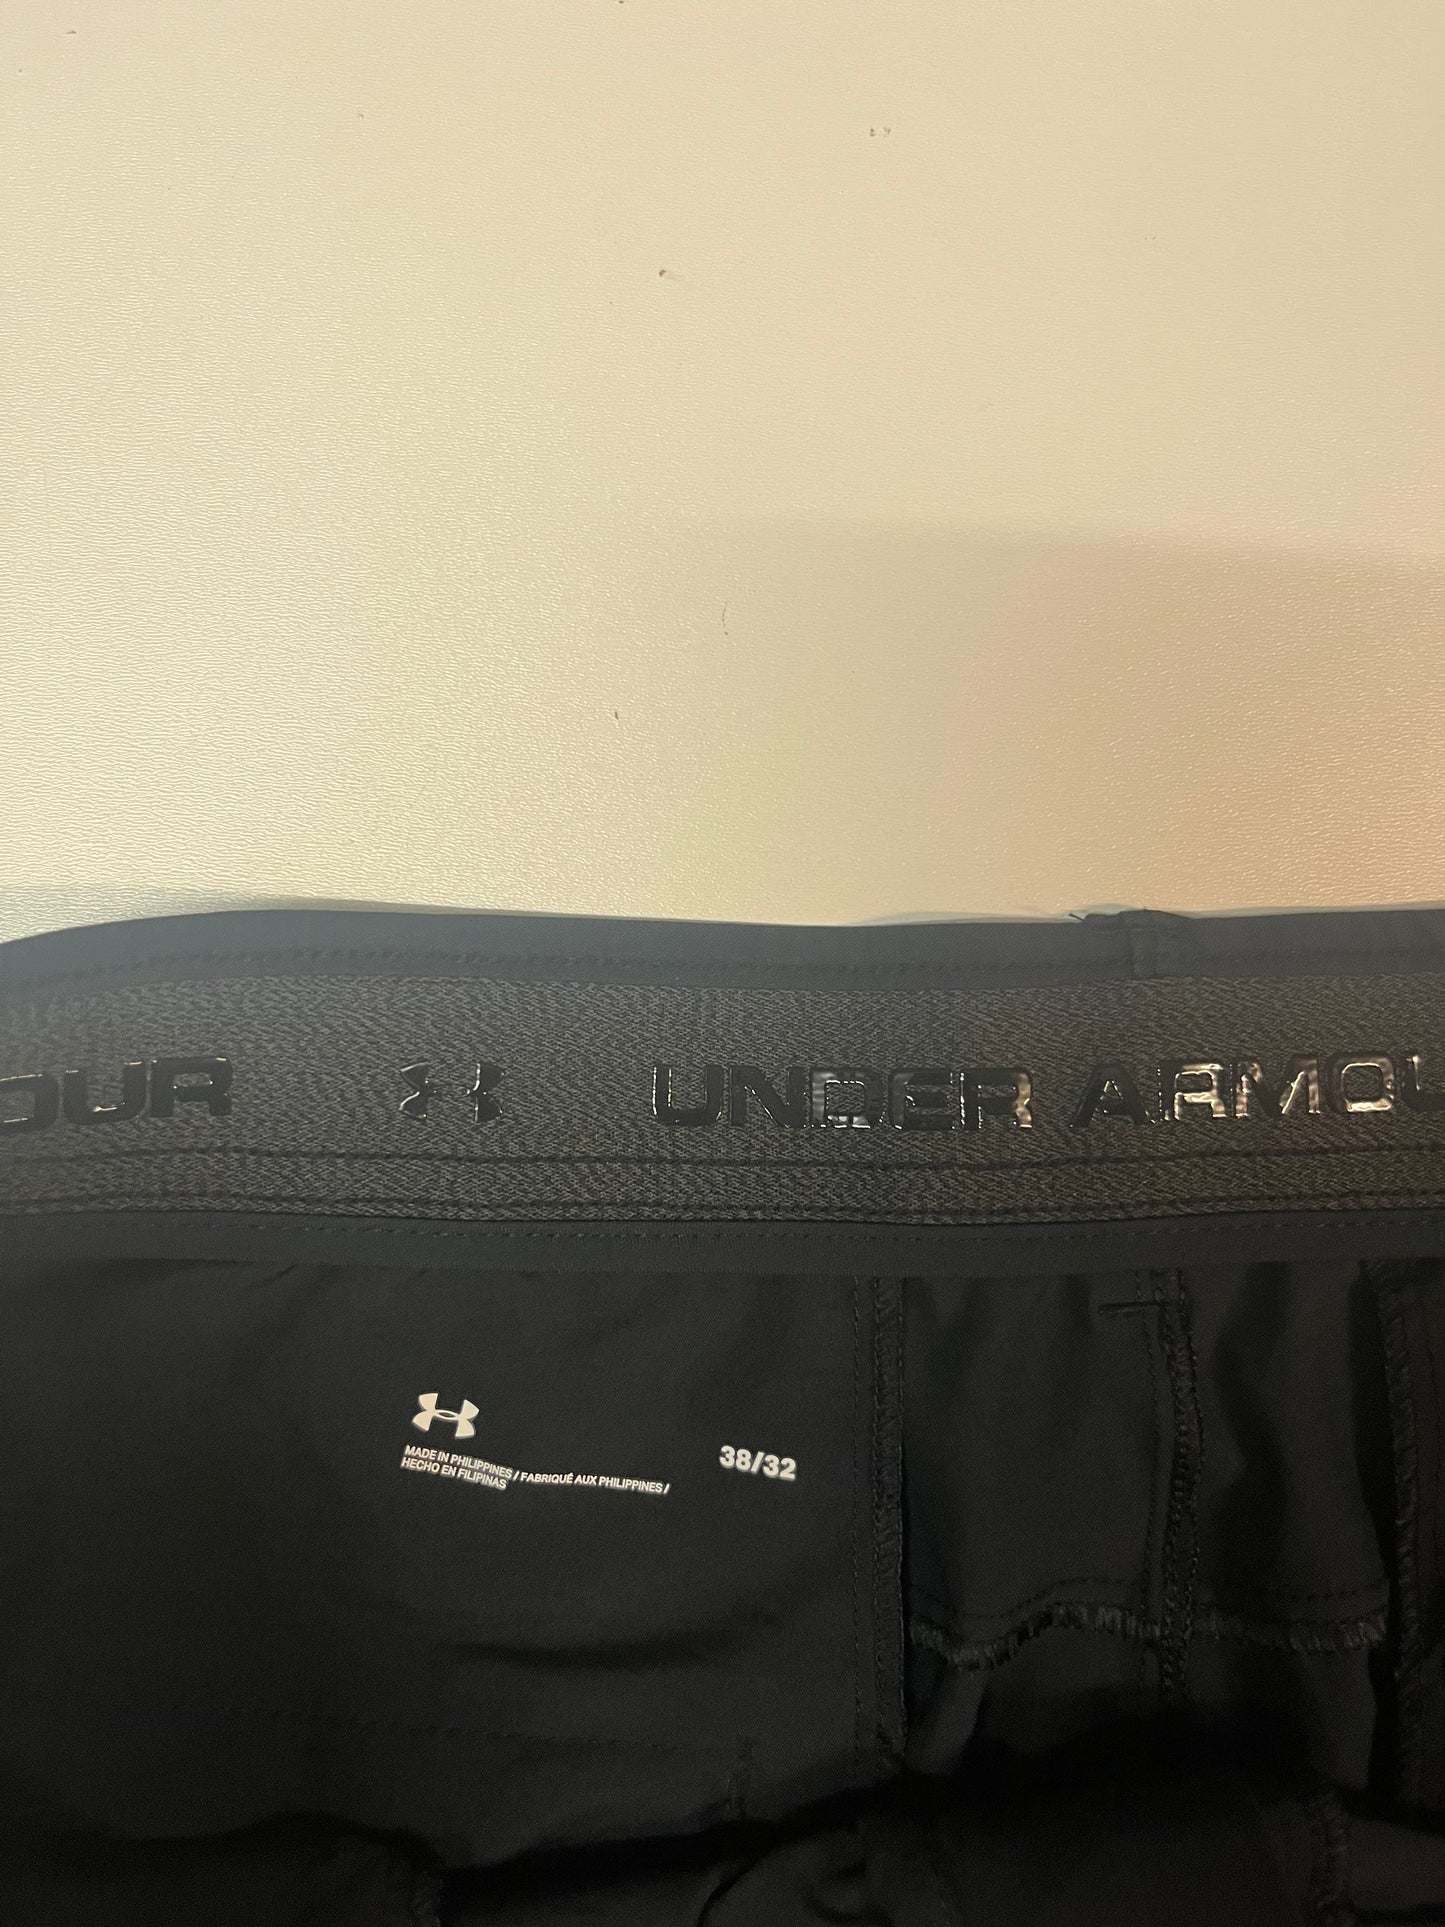 OUR UNDER ARMOU
MADE IN PHILIPPINES / FABRIQUÉ AUX PHILIPPINES /
HECHO EN FILIPINAS
38/32